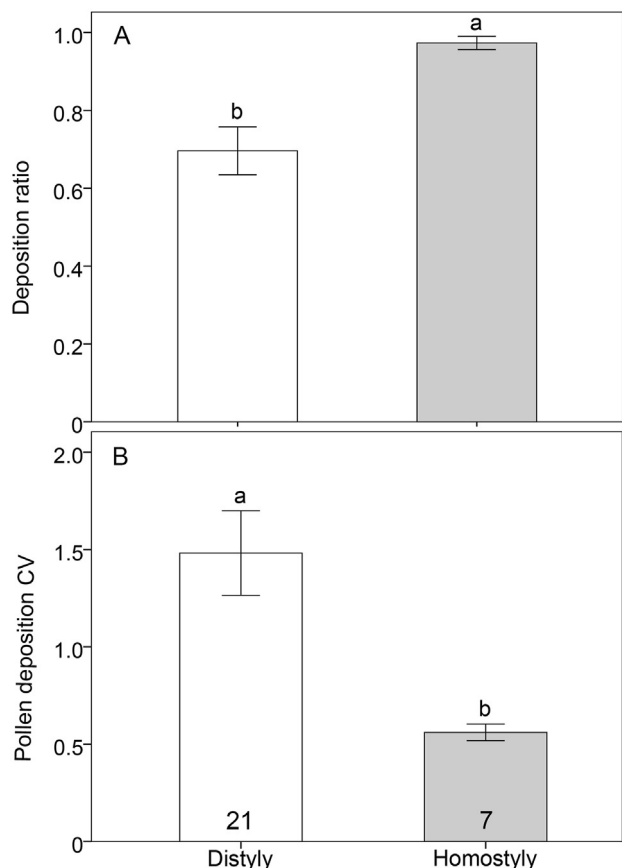 A
1.0
0.8
0.6
0.4
0.2
0
Deposition ratio
b
a
B
2.0
1.5
1.0
0.5
0
Pollen deposition CV
a
b
21
7
Distyly
Homostyly